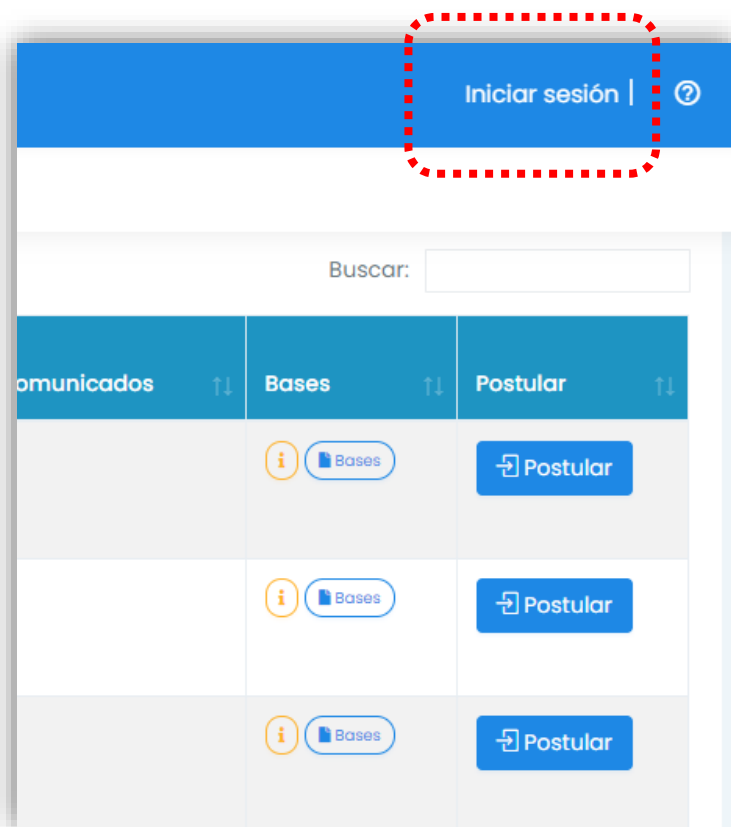 Iniciar sesión |
Buscar:
omunicados Bases Postular
i Bases Postular
i Bases Postular
i Bases Postular